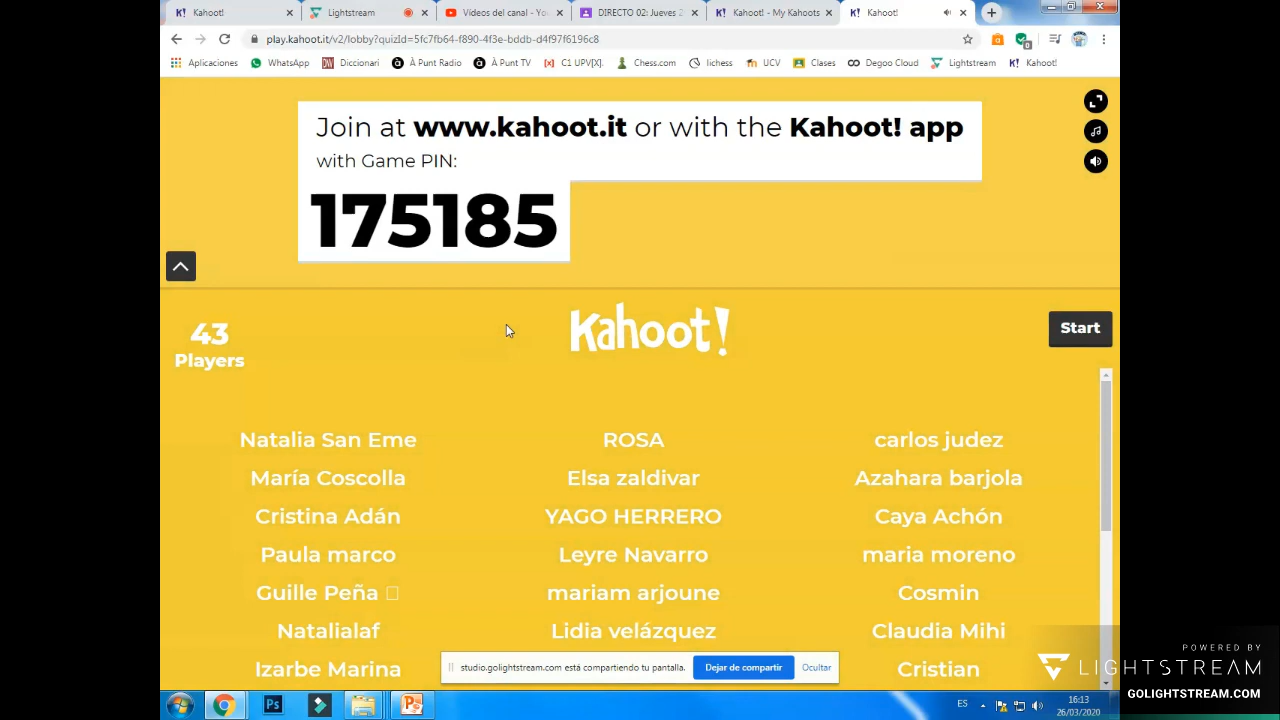 Kahoot!
Lightstream
Vídeos del canal - Yo
DIRECTO 02: Jueves 2
Kahoot! - My Kahoots
Kahoot!
play.kahoot.it/v2/lobby?quizId=5fc7fb64-f890-4f3e-bddb-d4f97f6196c8
Aplicaciones
WhatsApp
Diccionari
À Punt Radio
À Punt TV
C1 UPV[X].
Chess.com
lichess
UCV
Clases
Degoo Cloud
Lightstream
Kahoot!
Join at www.kahoot.it or with the Kahoot! app
with Game PIN:
175185
43
Players
Kahoot!
Start
Natalia San Eme
ROSA
carlos judez
María Coscolla
Elsa zaldivar
Azahara barjola
Cristina Adán
YAGO HERRERO
Caya Achón
Paula marco
Leyre Navarro
maria moreno
Guille Peña
mariam arjoune
Cosmin
Natalialaf
Lidia velázquez
Claudia Mihi
Izarbe Marina
Cristian
studio.golightstream.com está compartiendo tu pantalla.
Dejar de compartir
Ocultar
POWERED BY
LIGHTSTREAM
GOLIGHTSTREAM.COM
Ps
ES
16:13
26/03/2020